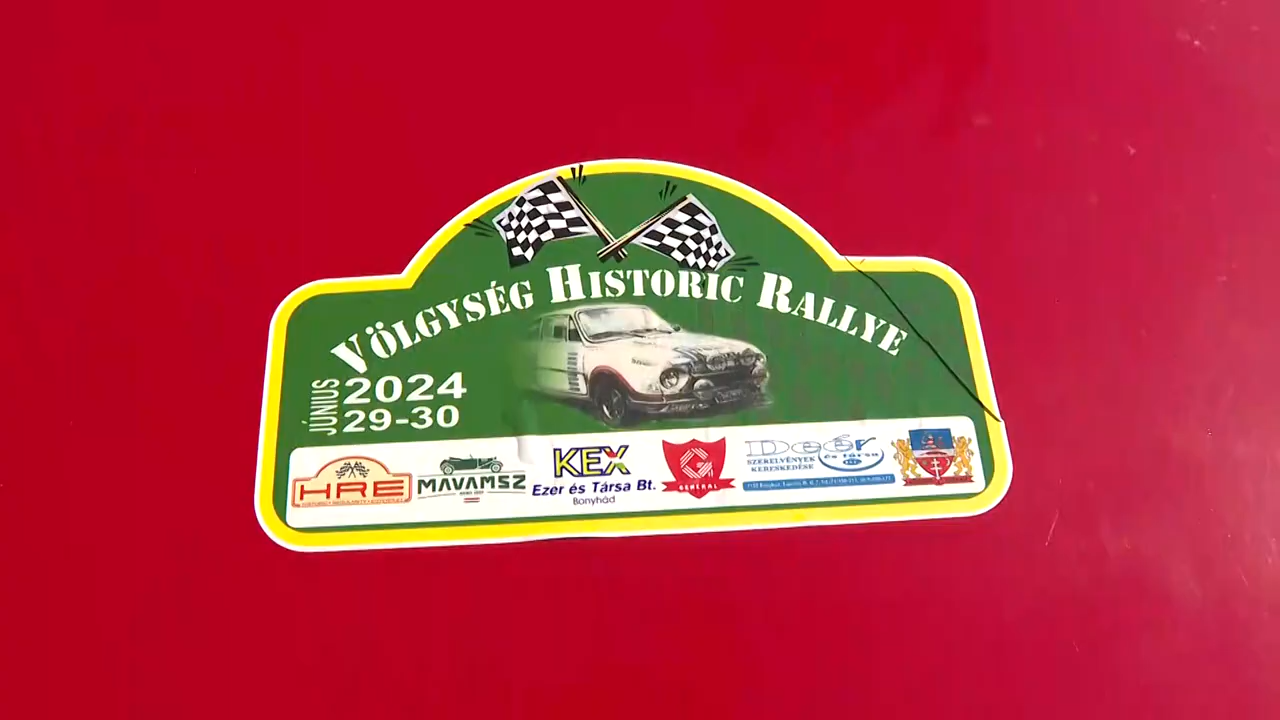 VÖLGYSÉG HISTORIC RALLYE
JÚNIUS
2024
29-30
HRE
MAVAMSZ
KEX
Ezer és Társa Bt.
Bonyhád
GENERAL
Deér
és társa
SZERELVÉNYEK
KERESKEDÉSE